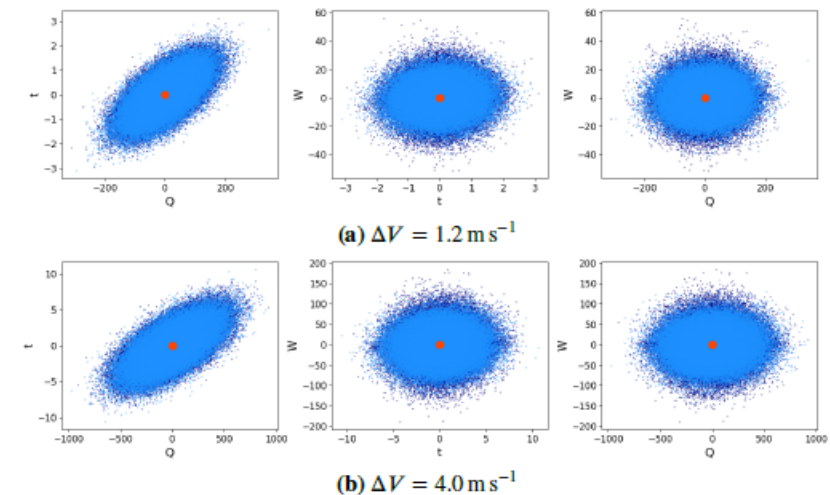 3 60 60
2 40 40
1 20 20
t 0 W 0 W 0
−1 −20 −20
−2 −40 −40
−3
−200 0 200 −3 −2 −1 0 1 2 3 −200 0 200
Q t Q
(a) ΔV = 1.2 m s⁻¹
10 200 200
150 150
5 100 100
50 50
t 0 W 0 W 0
−50 −50
−5 −100 −100
−150 −150
−10 −200 −200
−1000 −500 0 500 1000 −10 −5 0 5 10 −1000 −500 0 500 1000
Q t Q
(b) ΔV = 4.0 m s⁻¹